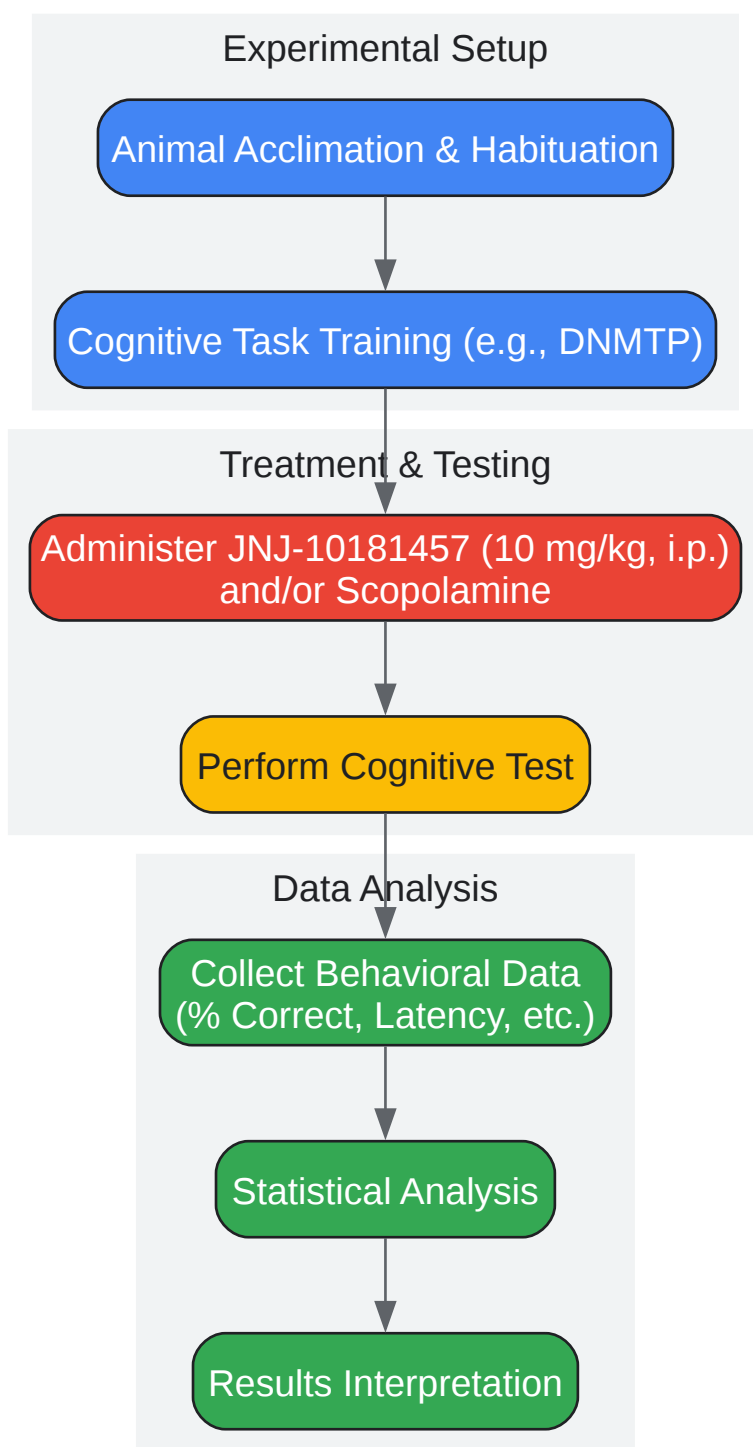 Experimental Setup
Animal Acclimation & Habituation
Cognitive Task Training (e.g., DNMTP)
Treatment & Testing
Administer JNJ-10181457 (10 mg/kg, i.p.)
and/or Scopolamine
Perform Cognitive Test
Data Analysis
Collect Behavioral Data
(% Correct, Latency, etc.)
Statistical Analysis
Results Interpretation